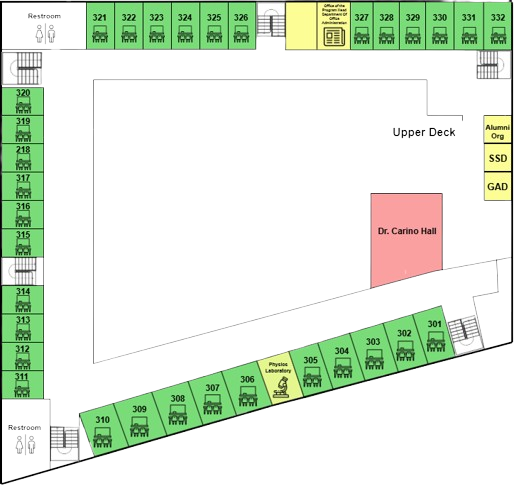 Restroom
321
322
323
324
325
326
Office of the
Program Head
Department Of
Office
Administration
327
328
329
330
331
332
320
319
218
317
316
315
314
313
312
311
Upper Deck
Alumni
Org
SSD
GAD
Dr. Carino Hall
Restroom
310
309
308
307
306
Physics
Laboratory
305
304
303
302
301